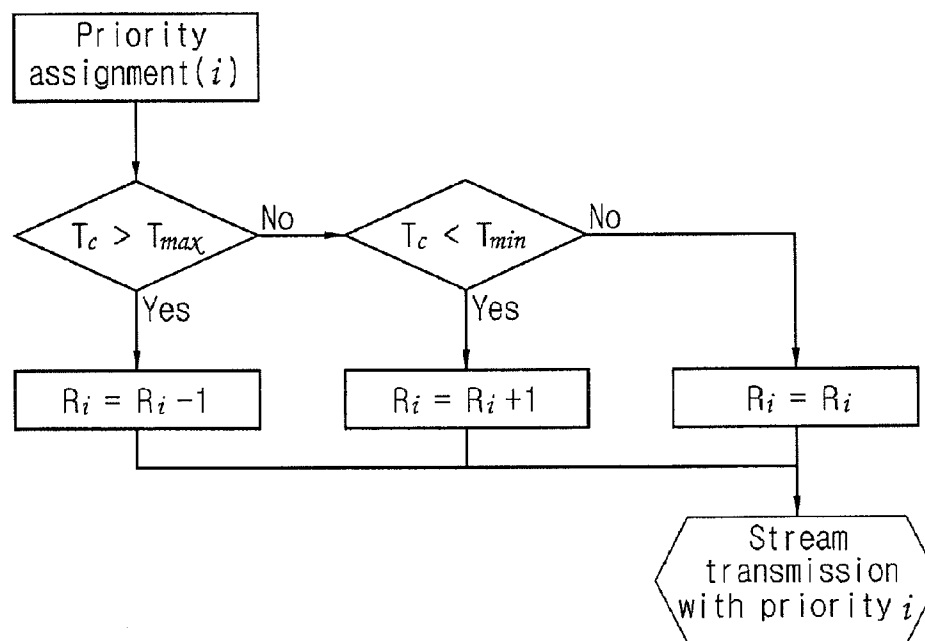 Priority
assignment(i)
Tc > Tmax
No
Tc < Tmin
No
Yes
Yes
Ri = Ri -1
Ri = Ri +1
Ri = Ri
Stream
transmission
with priority i